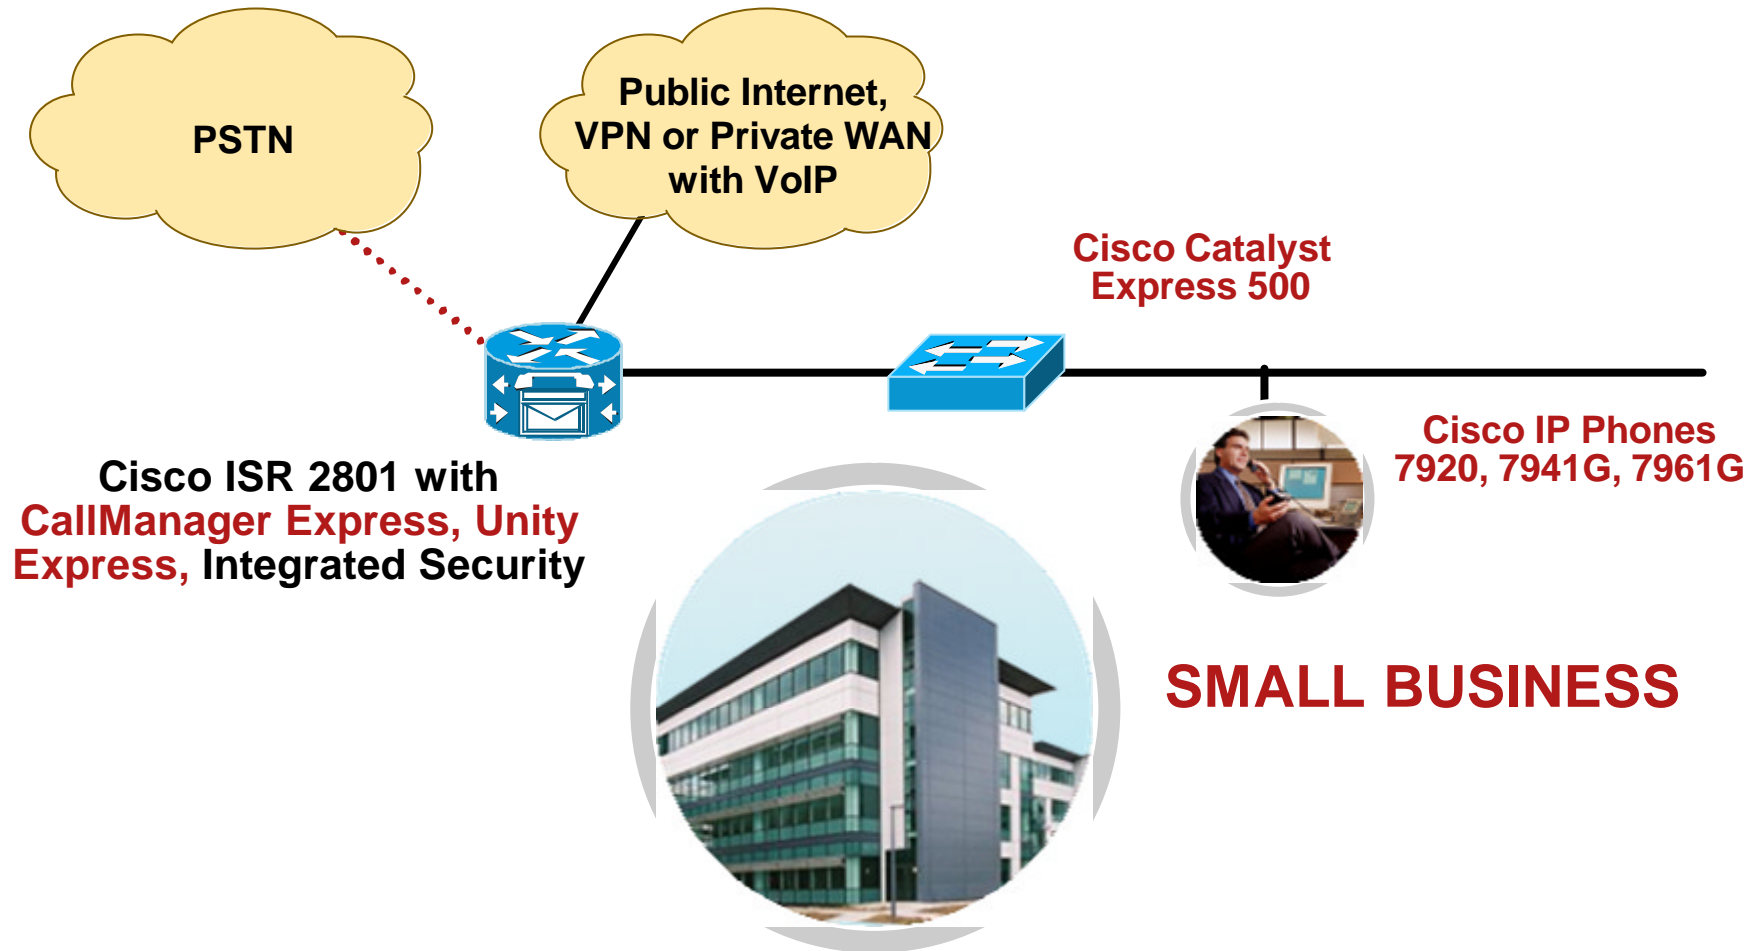 PSTN
Public Internet,
VPN or Private WAN
with VoIP
Cisco Catalyst
Express 500
Cisco IP Phones
7920, 7941G, 7961G
Cisco ISR 2801 with
CallManager Express, Unity
Express, Integrated Security
SMALL BUSINESS